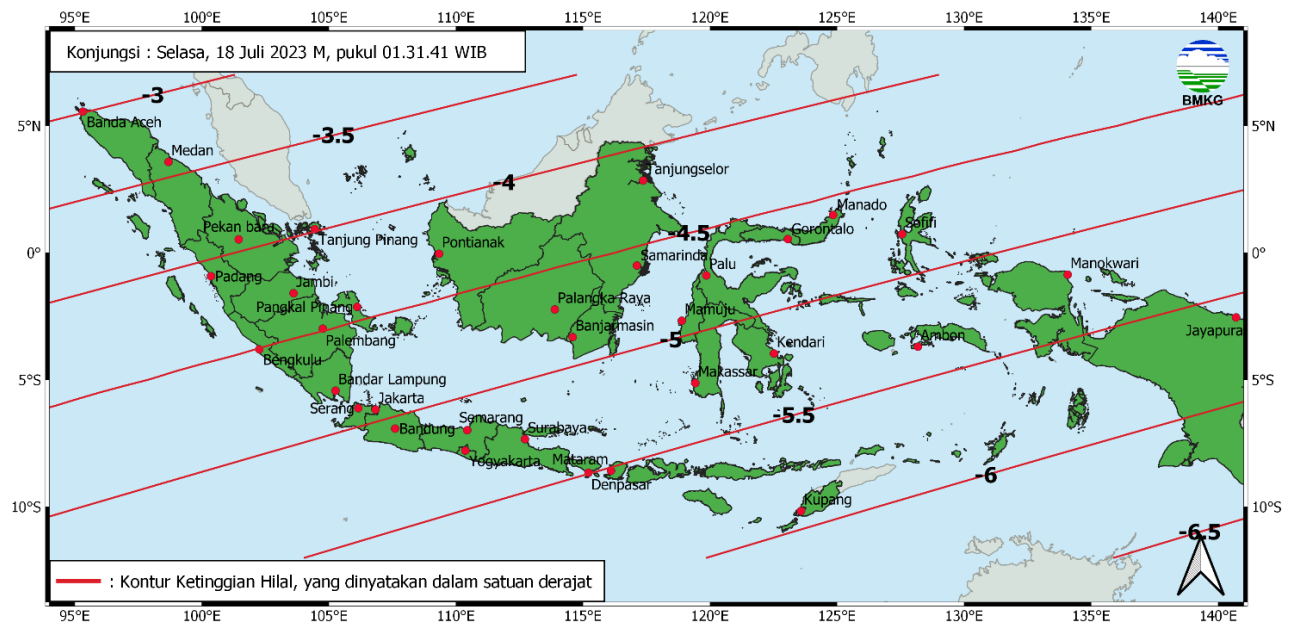 95°E 100°E 105°E 110°E 115°E 120°E 125°E 130°E 135°E 140°E
Konjungsi : Selasa, 18 Juli 2023 M, pukul 01.31.41 WIB
BMKG
-3
Banda Aceh
5°N 5°N
-3.5
Medan
Tanjungselor
-4
Manado
Pekan baru
Tanjung Pinang
Pontianak
-4.5
Gorontalo
Sofifi
0° 0°
Samarinda
Palu
Manokwari
Padang
Jambi
Pangkal Pinang
Palangka Raya
Mamuju
Banjarmasin
Jayapura
Palembang
-5
Kendari
Ambon
Bengkulu
5°S 5°S
Bandar Lampung
Makassar
Serang
Jakarta
-5.5
Semarang
Bandung
Surabaya
Yogyakarta
Mataram
Denpasar
-6
Kupang
10°S 10°S
-6.5
: Kontur Ketinggian Hilal, yang dinyatakan dalam satuan derajat
95°E 100°E 105°E 110°E 115°E 120°E 125°E 130°E 135°E 140°E